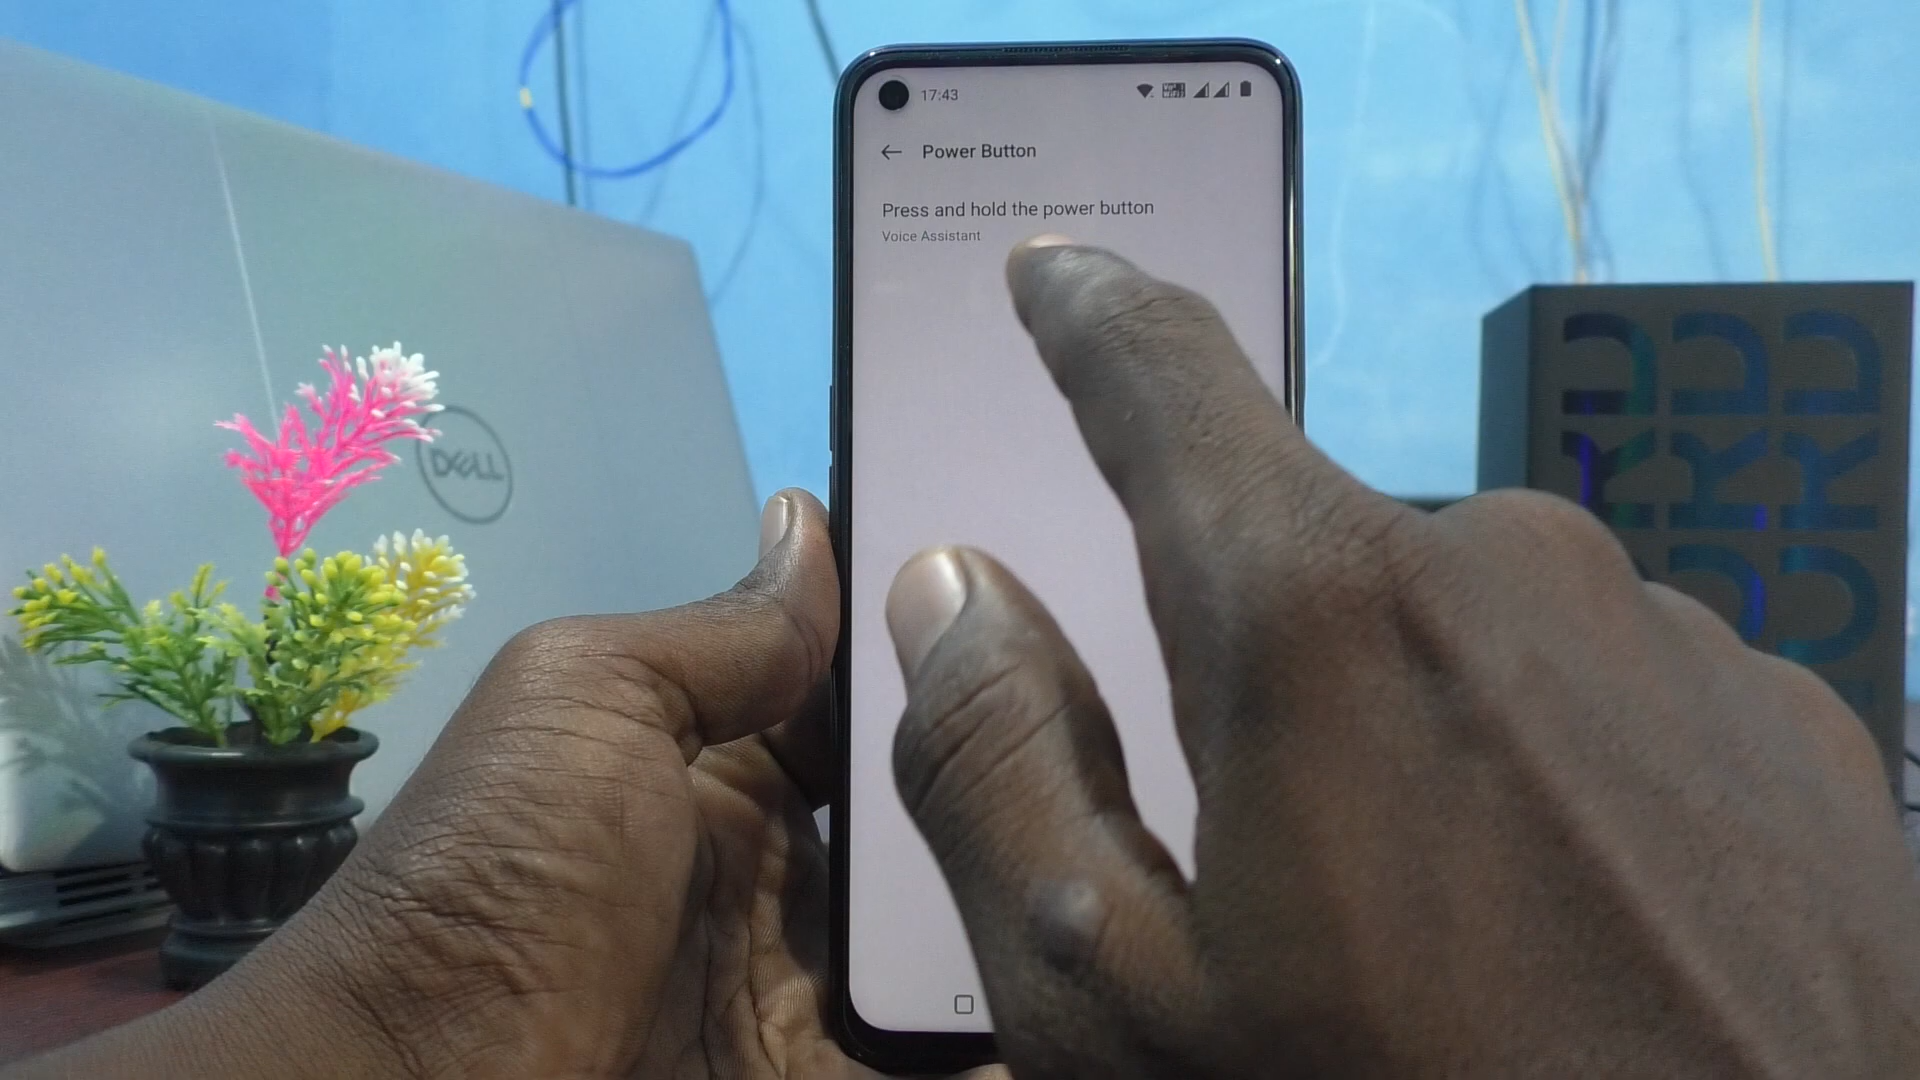 17:43
Power Button
Press and hold the power button
Voice Assistant
DELL